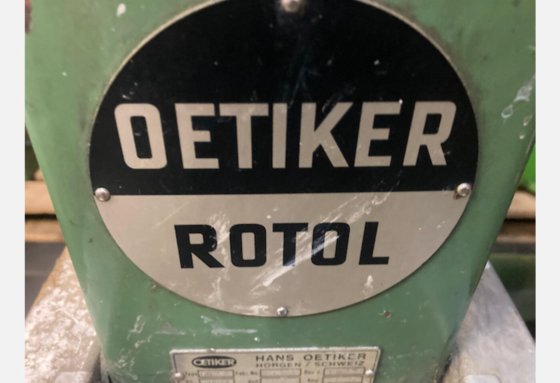 OETIKER
ROTOL
OETIKER HANS OETIKER
HORGEN / SCHWEIZ